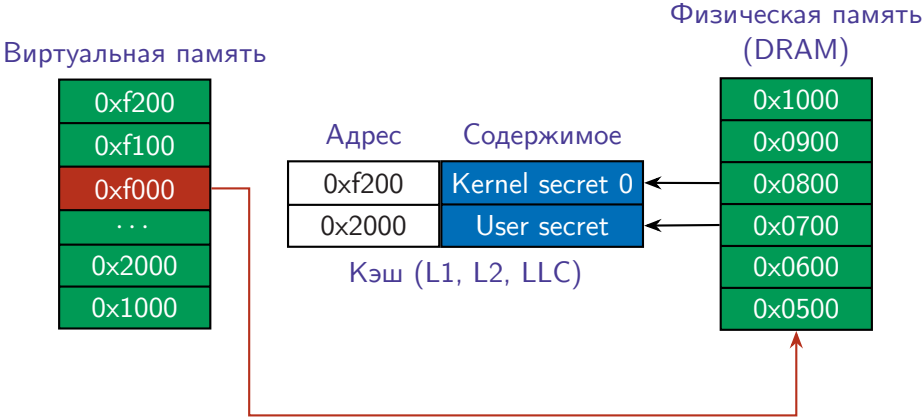 Виртуальная память
0xf200
0xf100
0xf000
...
0x2000
0x1000
Адрес Содержимое
0xf200 Kernel secret 0
0x2000 User secret
Кэш (L1, L2, LLC)
Физическая память
(DRAM)
0x1000
0x0900
0x0800
0x0700
0x0600
0x0500